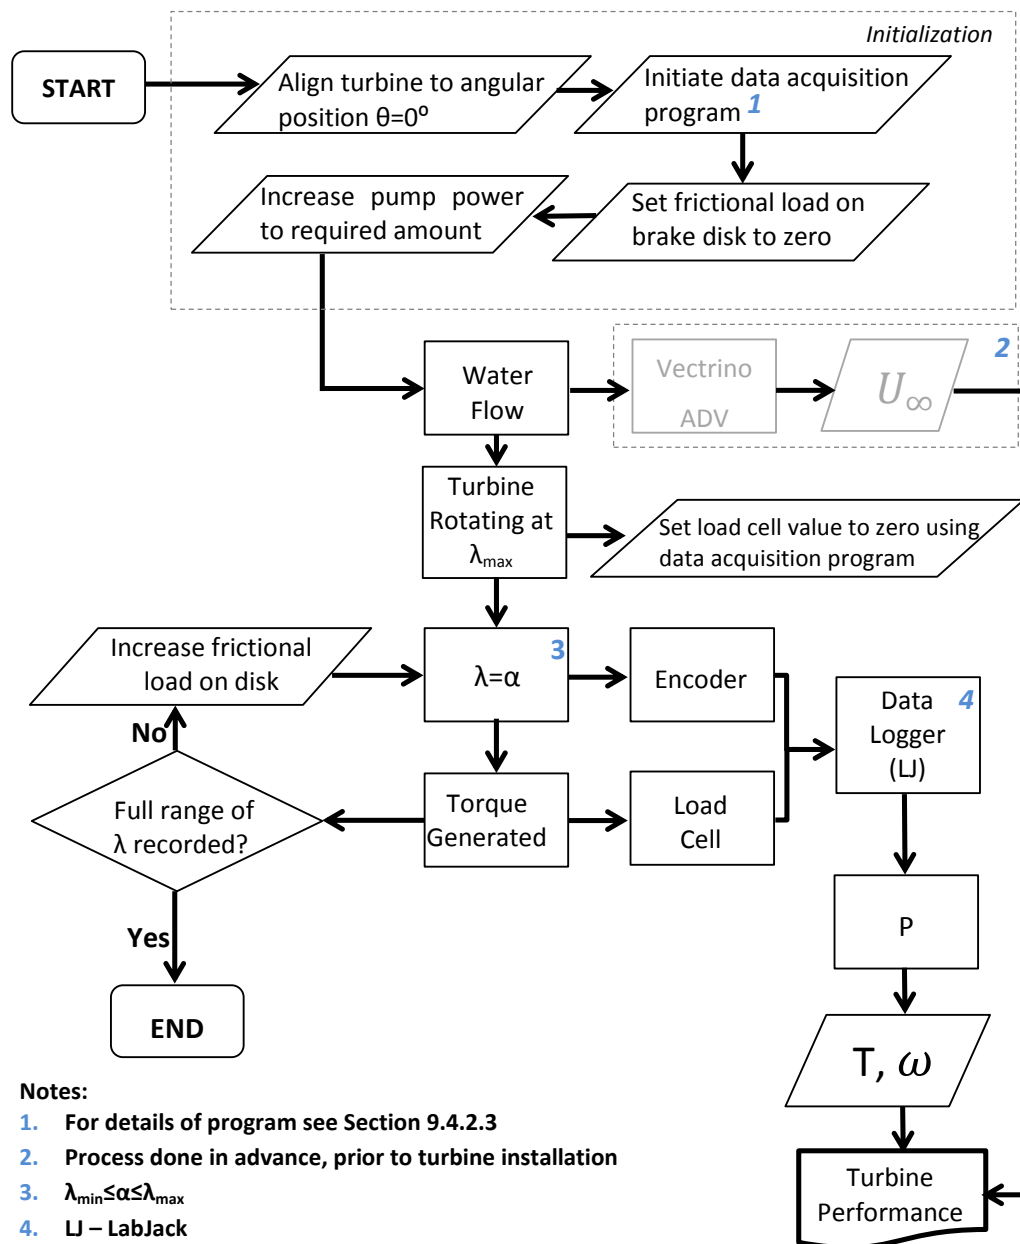 Initialization
START
Align turbine to angular
position θ=0º
Initiate data acquisition
program 1
Increase pump power
to required amount
Set frictional load on
brake disk to zero
Water
Flow
Vectrino
ADV
U∞
2
Turbine
Rotating at
λmax
Set load cell value to zero using
data acquisition program
Increase frictional
load on disk
λ=α
3
Encoder
Data
Logger
(LJ)
4
No
Full range of
λ recorded?
Torque
Generated
Load
Cell
P
Yes
END
T, ω
Turbine
Performance
Notes:
1. For details of program see Section 9.4.2.3
2. Process done in advance, prior to turbine installation
3. λmin≤α≤λmax
4. LJ – LabJack